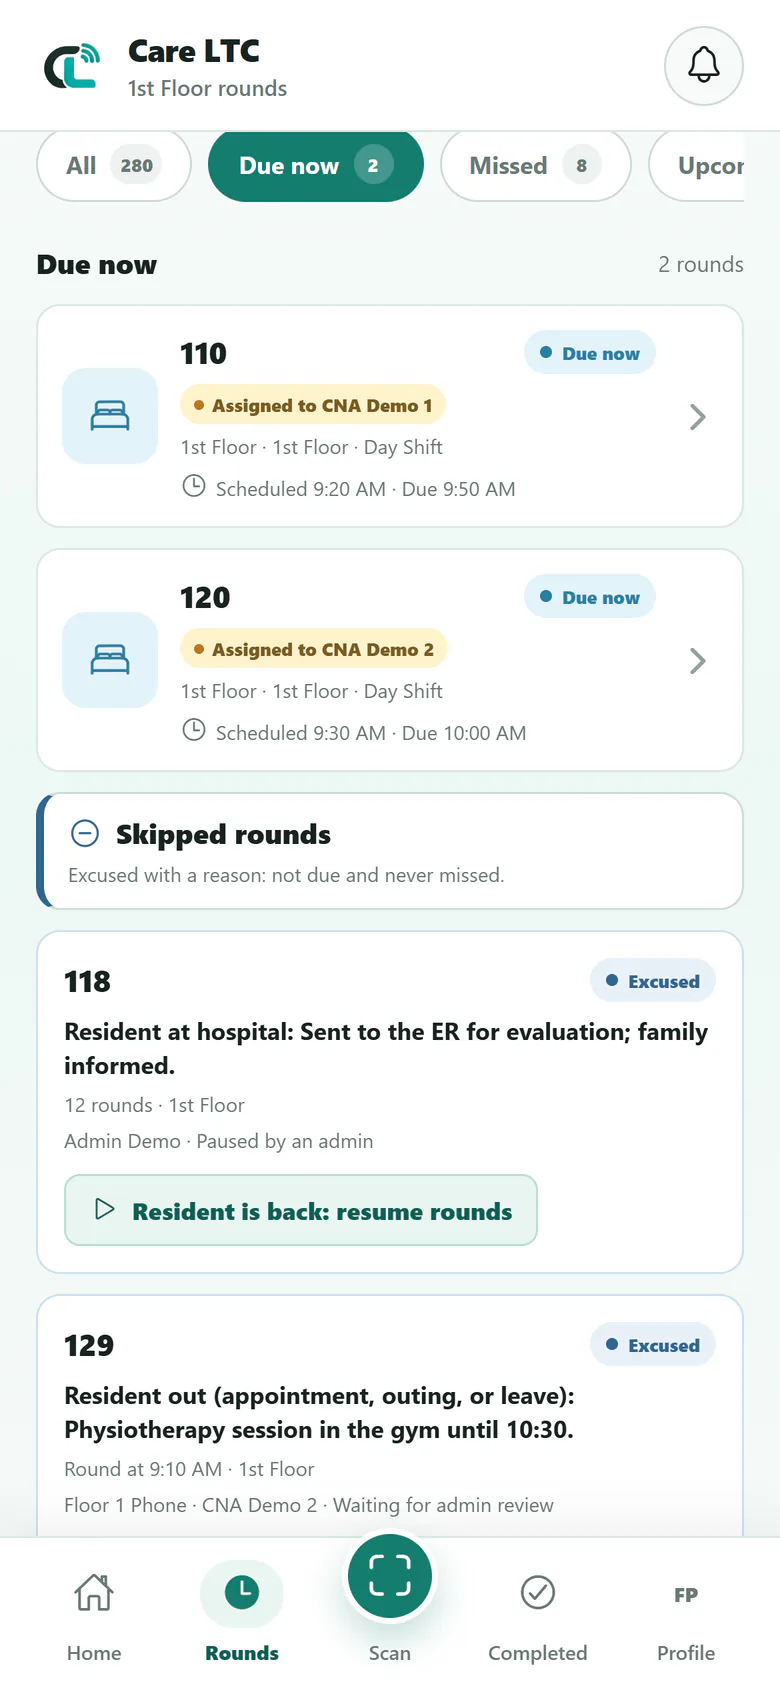 Care LTC
1st Floor rounds
All 280
Due now 2
Missed 8
Upcor
Due now
2 rounds
110
Due now
Assigned to CNA Demo 1
1st Floor · 1st Floor · Day Shift
Scheduled 9:20 AM · Due 9:50 AM
120
Due now
Assigned to CNA Demo 2
1st Floor · 1st Floor · Day Shift
Scheduled 9:30 AM · Due 10:00 AM
Skipped rounds
Excused with a reason: not due and never missed.
118
Excused
Resident at hospital: Sent to the ER for evaluation; family
informed.
12 rounds · 1st Floor
Admin Demo · Paused by an admin
Resident is back: resume rounds
129
Excused
Resident out (appointment, outing, or leave):
Physiotherapy session in the gym until 10:30.
Round at 9:10 AM · 1st Floor
Floor 1 Phone · CNA Demo 2 · Waiting for admin review
Home
Rounds
Scan
Completed
FP
Profile